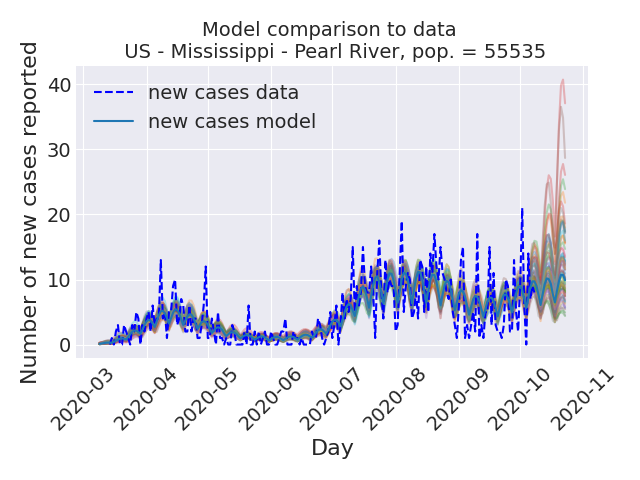 Model comparison to data
US - Mississippi - Pearl River, pop. = 55535
Number of new cases reported
40
30
20
10
0
new cases data
new cases model
2020-03
2020-04
2020-05
2020-06
2020-07
2020-08
2020-09
2020-10
2020-11
Day